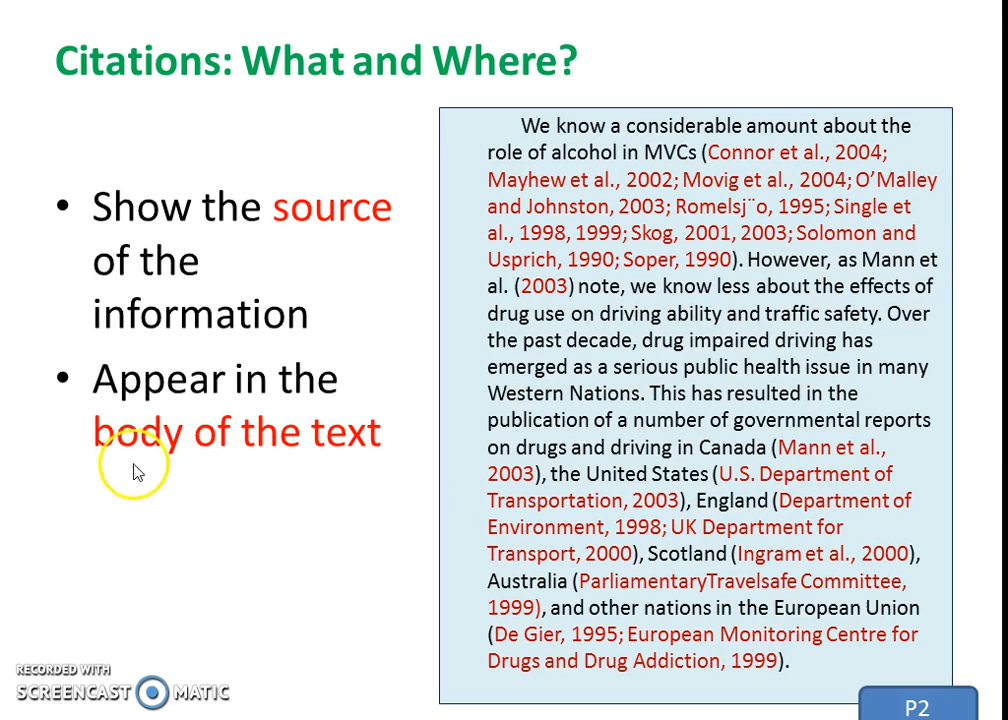 Citations: What and Where?
• Show the source
of the
information
• Appear in the
body of the text
We know a considerable amount about the
role of alcohol in MVCs (Connor et al., 2004;
Mayhew et al., 2002; Movig et al., 2004; O’Malley
and Johnston, 2003; Romelsj¨o, 1995; Single et
al., 1998, 1999; Skog, 2001, 2003; Solomon and
Usprich, 1990; Soper, 1990). However, as Mann et
al. (2003) note, we know less about the effects of
drug use on driving ability and traffic safety. Over
the past decade, drug impaired driving has
emerged as a serious public health issue in many
Western Nations. This has resulted in the
publication of a number of governmental reports
on drugs and driving in Canada (Mann et al.,
2003), the United States (U.S. Department of
Transportation, 2003), England (Department of
Environment, 1998; UK Department for
Transport, 2000), Scotland (Ingram et al., 2000),
Australia (ParliamentaryTravelsafe Committee,
1999), and other nations in the European Union
(De Gier, 1995; European Monitoring Centre for
Drugs and Drug Addiction, 1999).
RECORDED WITH
SCREENCAST MATIC
P2